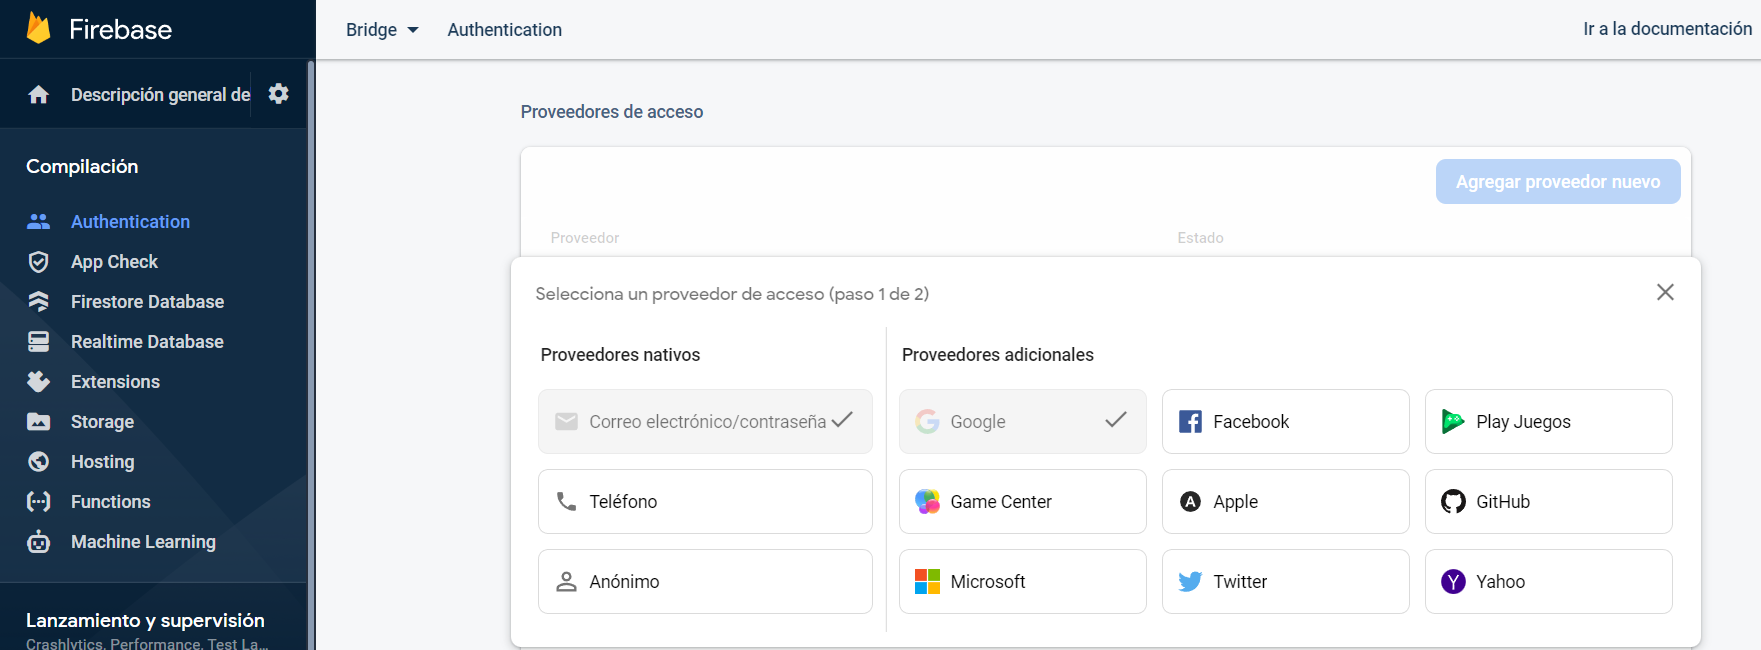 Firebase
Bridge
Authentication
Ir a la documentación
Descripción general de
Compilación
Authentication
App Check
Firestore Database
Realtime Database
Extensions
Storage
Hosting
Functions
Machine Learning
Lanzamiento y supervisión
Crashlytics, Performance, Test La...
Proveedores de acceso
Agregar proveedor nuevo
Proveedor
Estado
Selecciona un proveedor de acceso (paso 1 de 2)
Proveedores nativos
Correo electrónico/contraseña
Teléfono
Anónimo
Proveedores adicionales
Google
Facebook
Play Juegos
Game Center
Apple
GitHub
Microsoft
Twitter
Yahoo